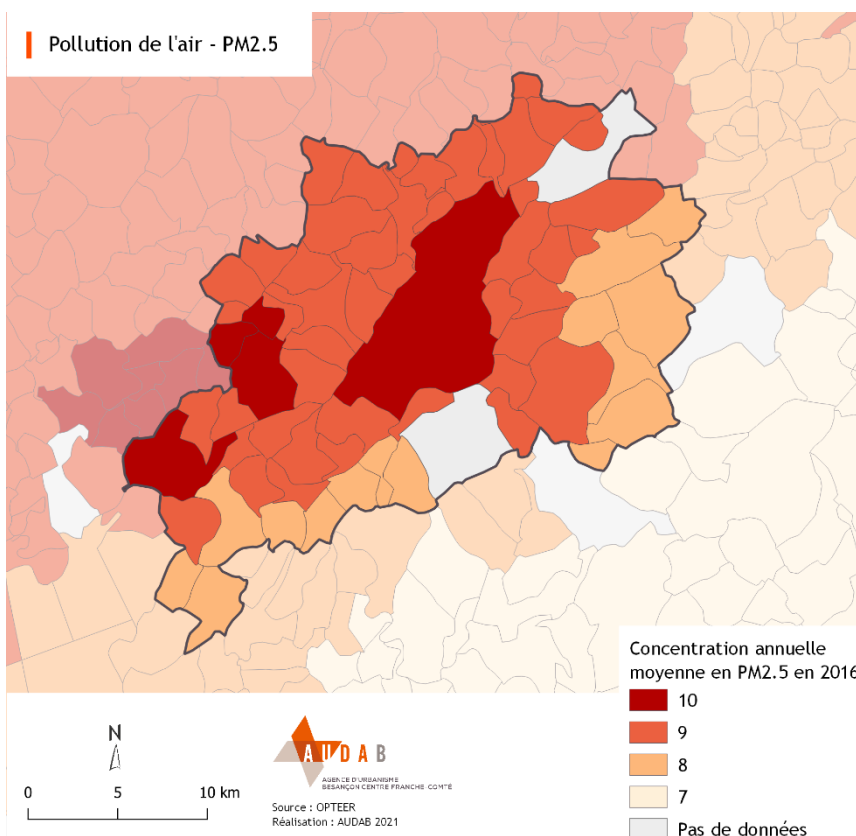 Pollution de l'air - PM2.5
Concentration annuelle
moyenne en PM2.5 en 2016
10
9
8
7
Pas de données
N
0 5 10 km
AUDAB
AGENCE D'URBANISME
BESANÇON CENTRE FRANCHE-COMTÉ
Source : OPTEER
Réalisation : AUDAB 2021